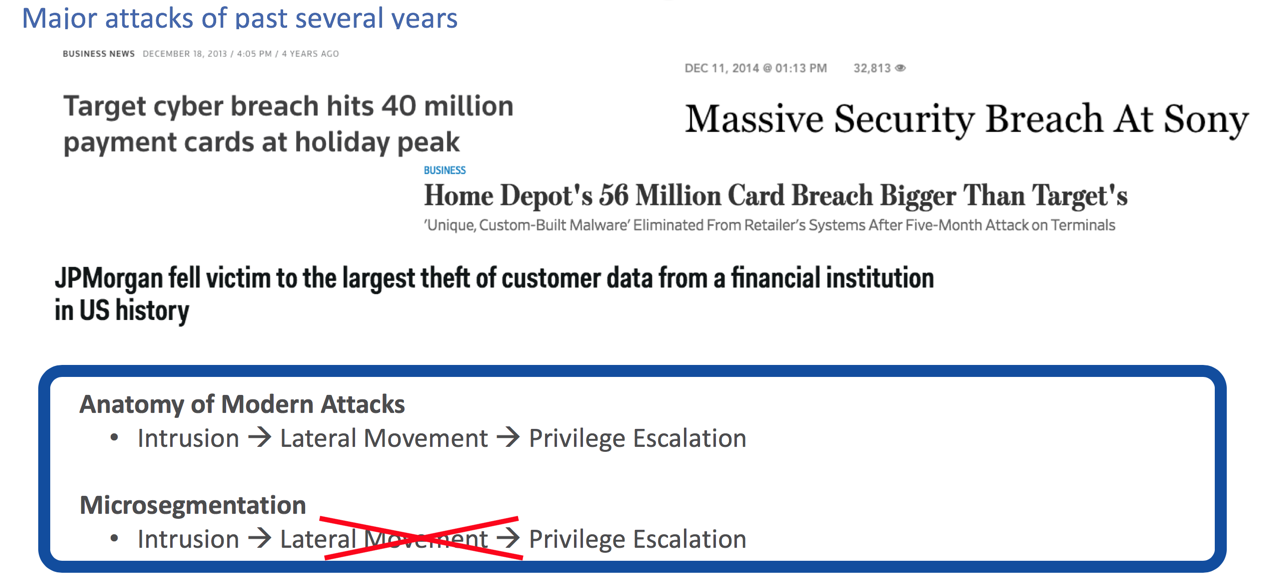 Major attacks of past several years
BUSINESS NEWS DECEMBER 18, 2013 / 4:05 PM / 4 YEARS AGO
Target cyber breach hits 40 million
payment cards at holiday peak
DEC 11, 2014 @ 01:13 PM 32,813
Massive Security Breach At Sony
BUSINESS
Home Depot's 56 Million Card Breach Bigger Than Target's
‘Unique, Custom-Built Malware’ Eliminated From Retailer’s Systems After Five-Month Attack on Terminals
JPMorgan fell victim to the largest theft of customer data from a financial institution
in US history
Anatomy of Modern Attacks
• Intrusion → Lateral Movement → Privilege Escalation
Microsegmentation
• Intrusion → Lateral Movement → Privilege Escalation